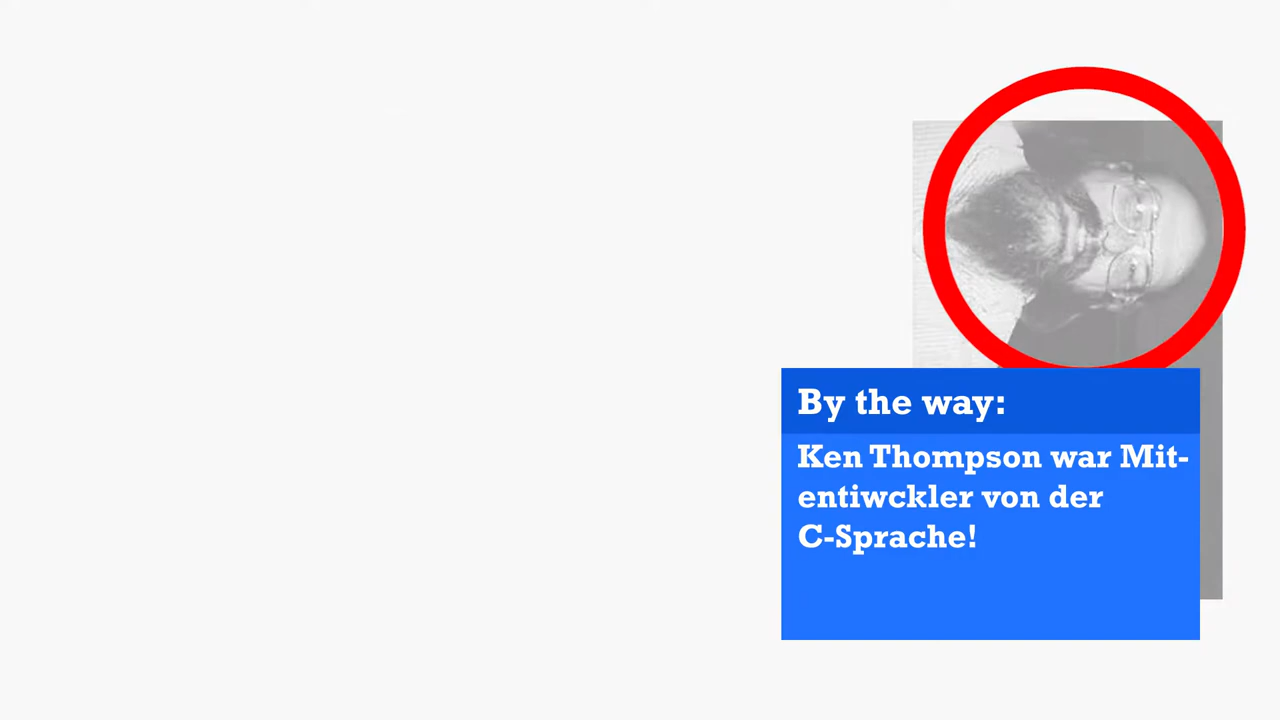 By the way:
Ken Thompson war Mit-
entiwckler von der
C-Sprache!